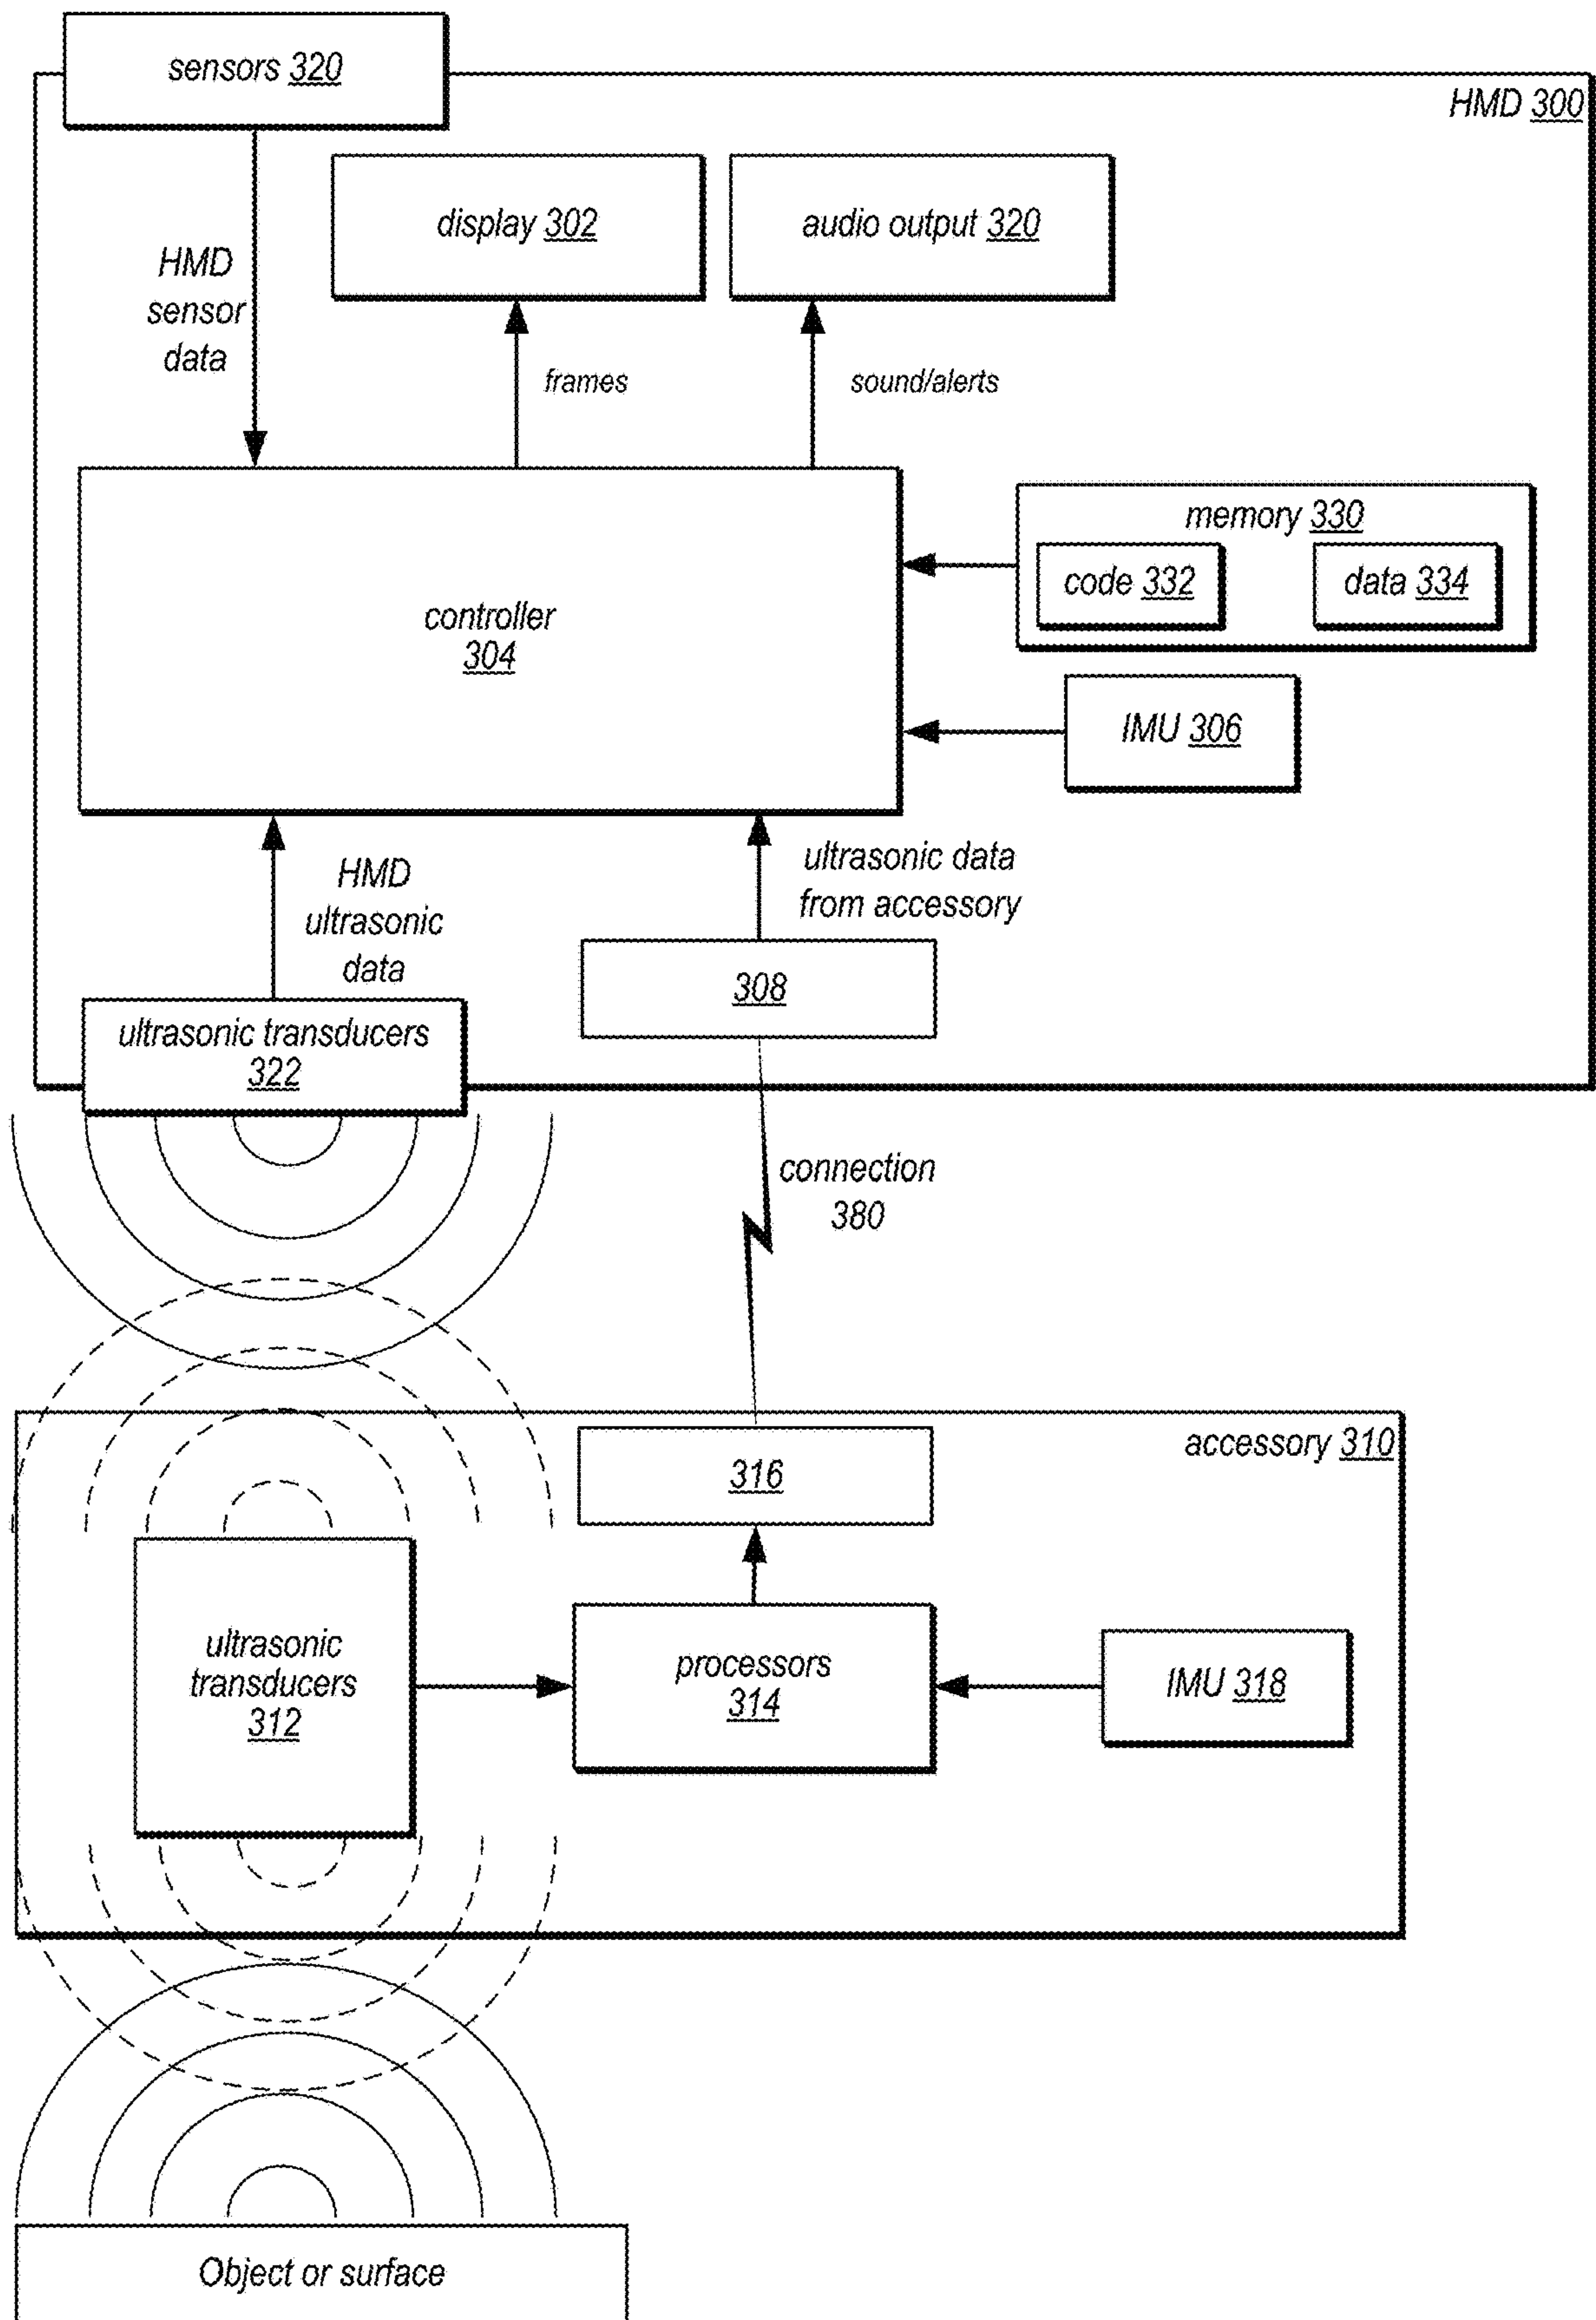 sensors 320
HMD 300
display 302
audio output 320
HMD
sensor
data
frames
sound/alerts
memory 330
code 332
data 334
controller
304
IMU 306
HMD
ultrasonic
data
ultrasonic data
from accessory
308
ultrasonic transducers
322
connection
380
accessory 310
316
ultrasonic
transducers
312
processors
314
IMU 318
Object or surface